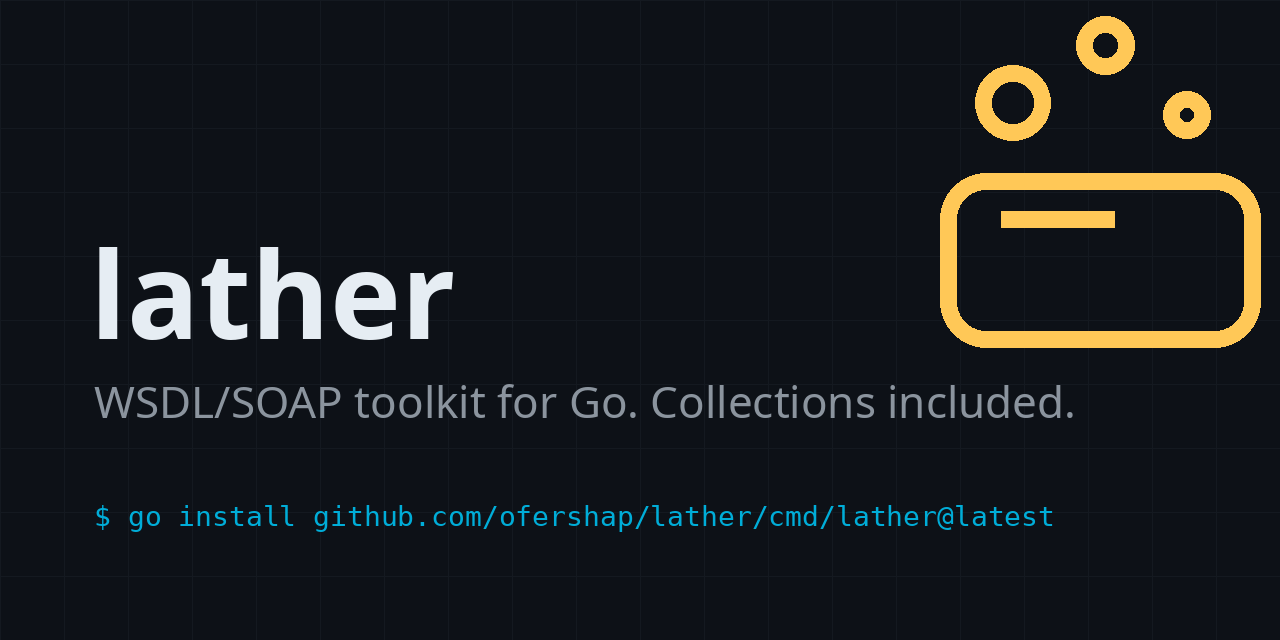 lather
WSDL/SOAP toolkit for Go. Collections included.
$ go install github.com/ofershap/lather/cmd/lather@latest